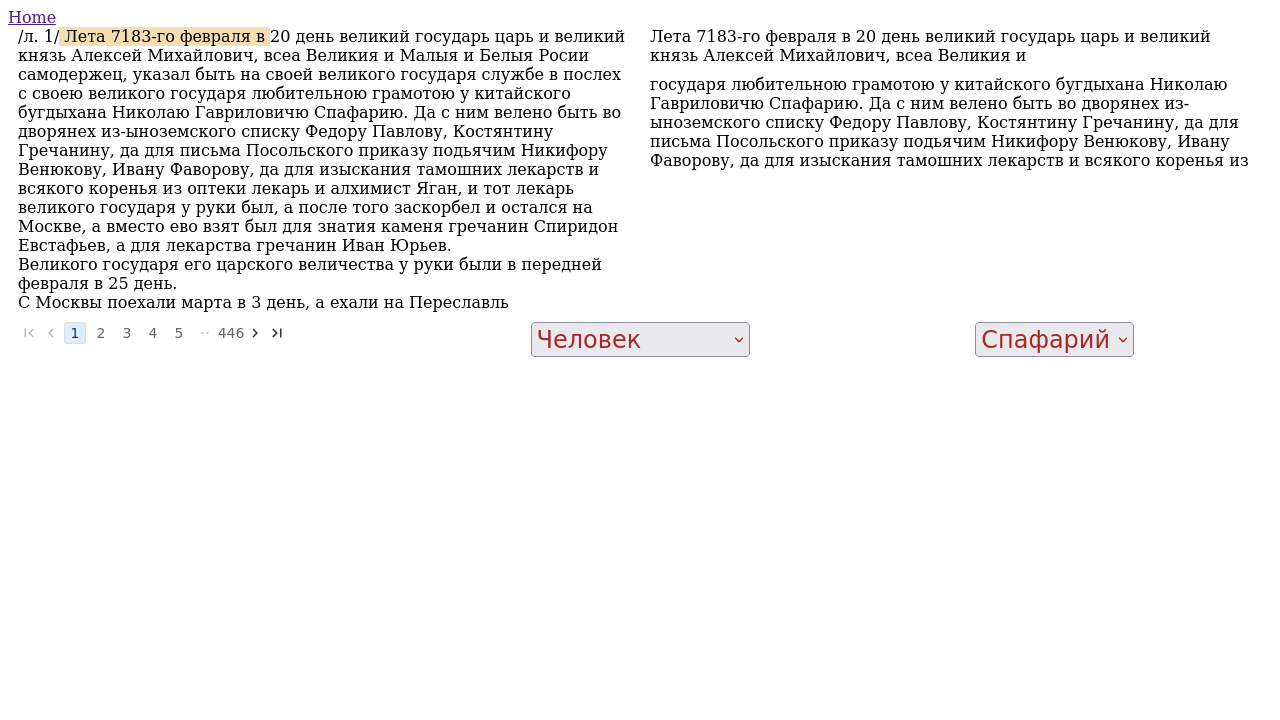 Home
/л. 1/ Лета 7183-го февраля в 20 день великий государь царь и великий
князь Алексей Михайлович, всеа Великия и Малыя и Белыя Росии
самодержец, указал быть на своей великого государя службе в послех
с своею великого государя любительною грамотою у китайского
бугдыхана Николаю Гавриловичю Спафарию. Да с ним велено быть во
дворянех из-ыноземского списку Федору Павлову, Костянтину
Гречанину, да для письма Посольского приказу подьячим Никифору
Венюкову, Ивану Фаворову, да для изыскания тамошних лекарств и
всякого коренья из оптеки лекарь и алхимист Яган, и тот лекарь
великого государя у руки был, а после того заскорбел и остался на
Москве, а вместо ево взят был для знатия каменя гречанин Спиридон
Евстафьев, а для лекарства гречанин Иван Юрьев.
Великого государя его царского величества у руки были в передней
февраля в 25 день.
С Москвы поехали марта в 3 день, а ехали на Переславль
Лета 7183-го февраля в 20 день великий государь царь и великий
князь Алексей Михайлович, всеа Великия и
государя любительною грамотою у китайского бугдыхана Николаю
Гавриловичю Спафарию. Да с ним велено быть во дворянех из-
ыноземского списку Федору Павлову, Костянтину Гречанину, да для
письма Посольского приказу подьячим Никифору Венюкову, Ивану
Фаворову, да для изыскания тамошних лекарств и всякого коренья из
1 2 3 4 5 ·· 446
Человек
Спафарий